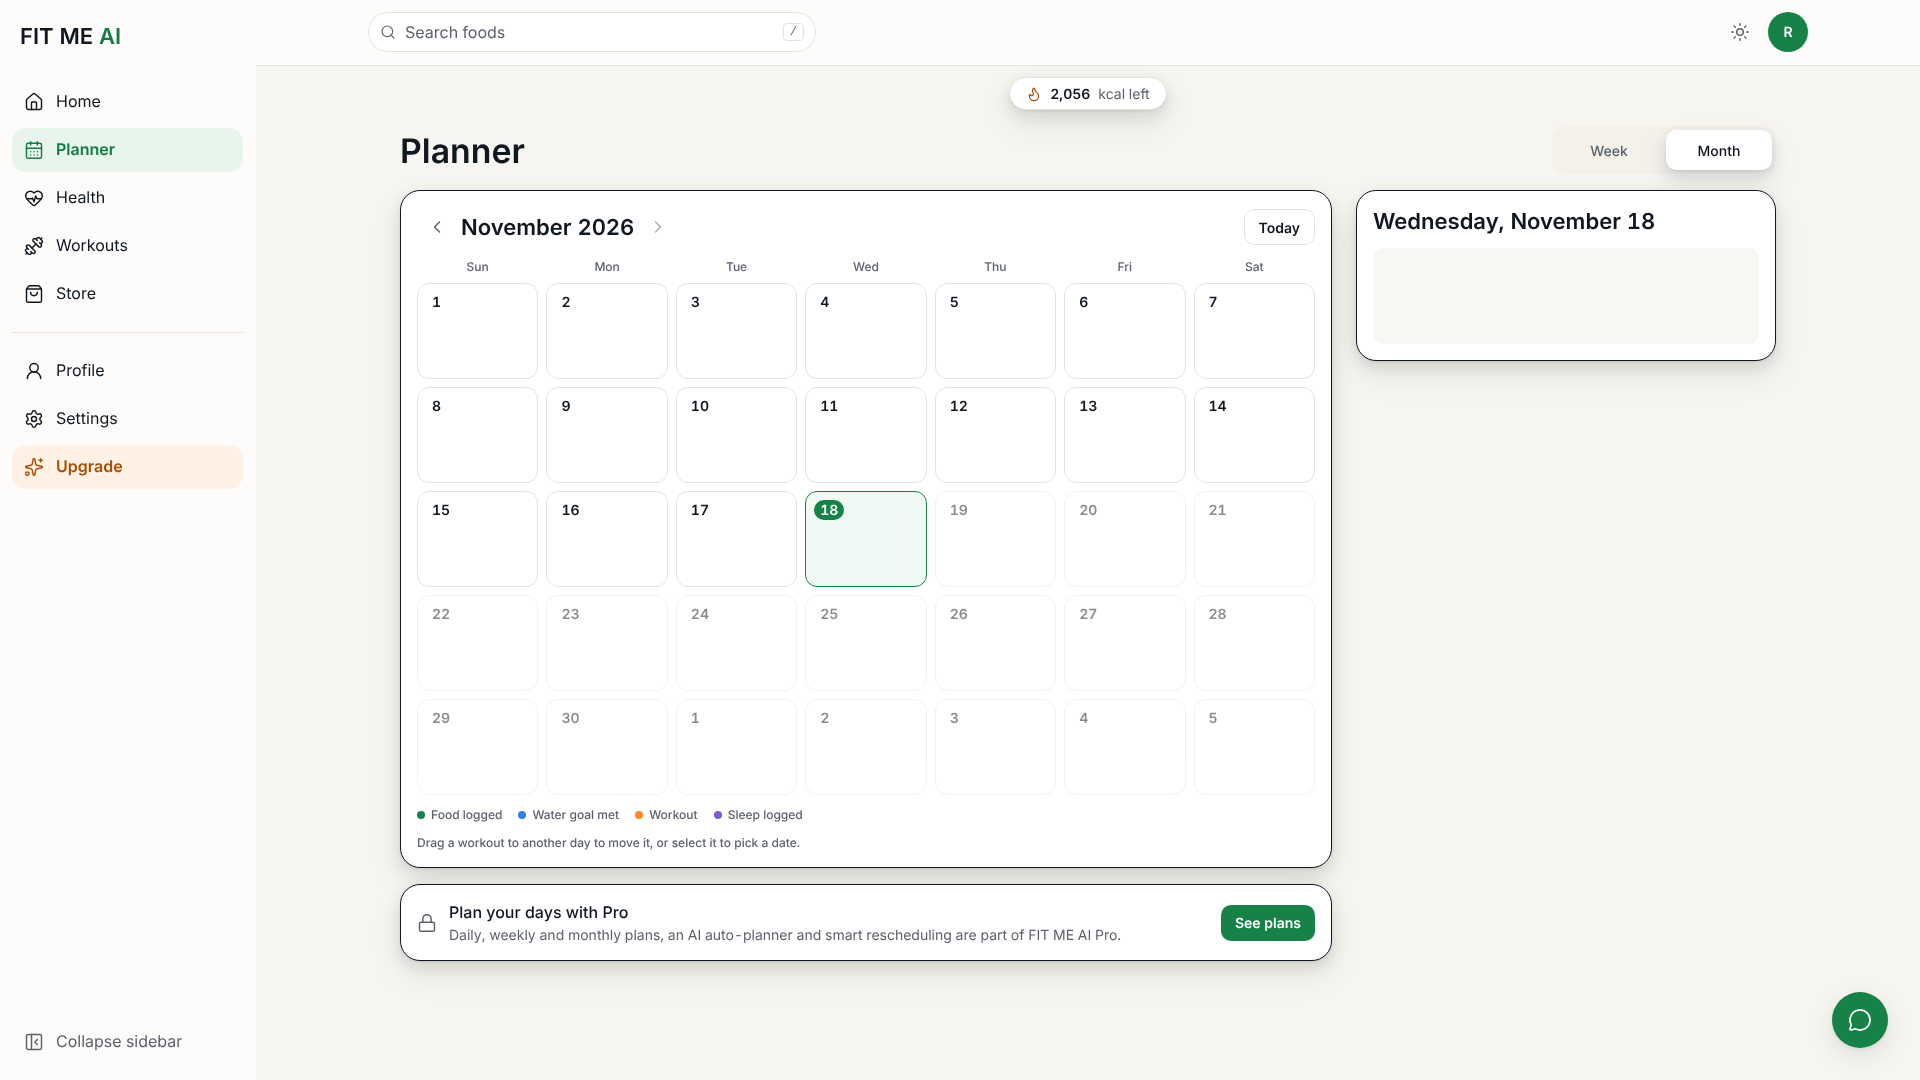 FIT ME AI
Search foods
/
R
Home
Planner
Health
Workouts
Store
Profile
Settings
Upgrade
Collapse sidebar
2,056 kcal left
Planner
Week
Month
November 2026
Today
Sun Mon Tue Wed Thu Fri Sat
1 2 3 4 5 6 7
8 9 10 11 12 13 14
15 16 17 18 19 20 21
22 23 24 25 26 27 28
29 30 1 2 3 4 5
Food logged Water goal met Workout Sleep logged
Drag a workout to another day to move it, or select it to pick a date.
Wednesday, November 18
Plan your days with Pro
Daily, weekly and monthly plans, an AI auto-planner and smart rescheduling are part of FIT ME AI Pro.
See plans